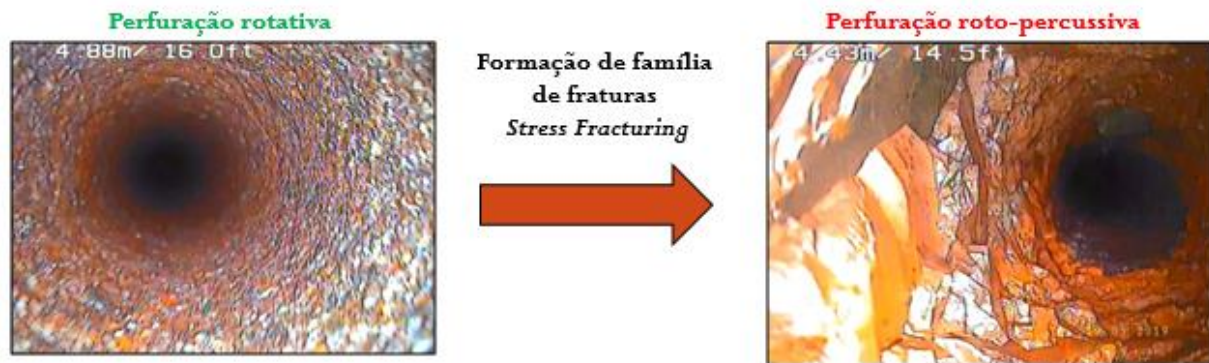 Perfuração rotativa
4.88m/ 16.0ft
Formação de família
de fraturas
Stress Fracturing
Perfuração roto-percussiva
4.43m/ 14.5ft
2019